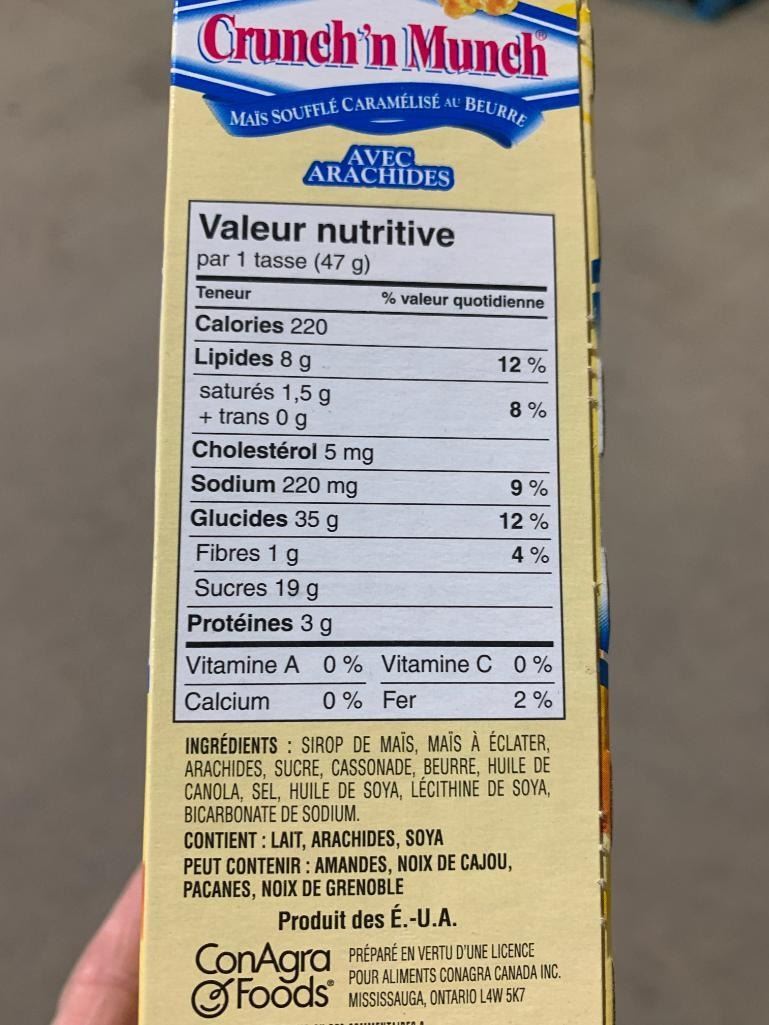 Crunch'n Munch®
MAÏS SOUFFLÉ CARAMÉLISÉ AU BEURRE
AVEC
ARACHIDES
Valeur nutritive
par 1 tasse (47 g)
Teneur % valeur quotidienne
Calories 220
Lipides 8 g 12 %
saturés 1,5 g
+ trans 0 g 8 %
Cholestérol 5 mg
Sodium 220 mg 9 %
Glucides 35 g 12 %
Fibres 1 g 4 %
Sucres 19 g
Protéines 3 g
Vitamine A 0 % Vitamine C 0 %
Calcium 0 % Fer 2 %
INGRÉDIENTS : SIROP DE MAÏS, MAÏS À ÉCLATER,
ARACHIDES, SUCRE, CASSONADE, BEURRE, HUILE DE
CANOLA, SEL, HUILE DE SOYA, LÉCITHINE DE SOYA,
BICARBONATE DE SODIUM.
CONTIENT : LAIT, ARACHIDES, SOYA
PEUT CONTENIR : AMANDES, NOIX DE CAJOU,
PACANES, NOIX DE GRENOBLE
Produit des É.-U.A.
ConAgra
Foods®
PRÉPARÉ EN VERTU D'UNE LICENCE
POUR ALIMENTS CONAGRA CANADA INC.
MISSISSAUGA, ONTARIO L4W 5K7